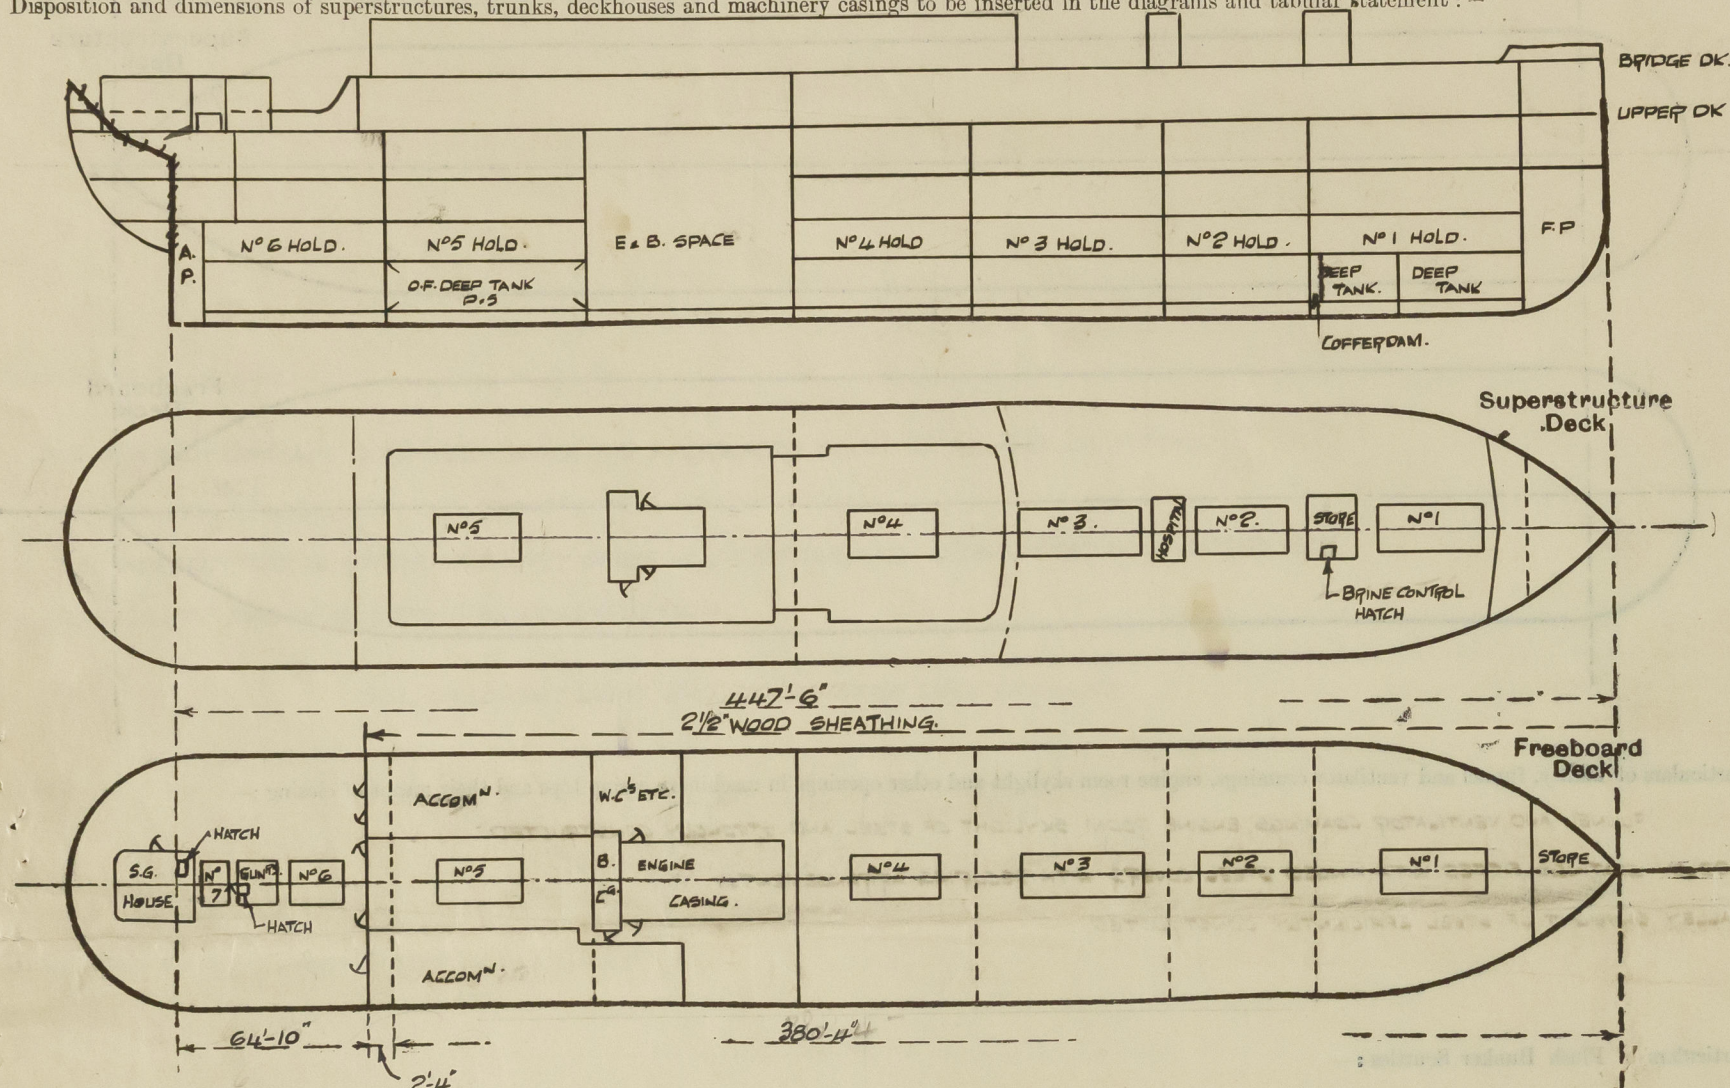 Disposition and dimensions of superstructures, trunks, deckhouses and machinery casings to be inserted in the diagrams and tabular statement :—
BRIDGE DK.
UPPER DK
A.
P.
Nº 6 HOLD.
Nº5 HOLD.
E & B. SPACE
Nº4 HOLD
Nº 3 HOLD.
Nº2 HOLD.
Nº1 HOLD.
F.P
O.F. DEEP TANK
P.S
DEEP
TANK.
DEEP
TANK
COFFERDAM.
Superstructure
Deck
Nº5
Nº4
Nº3.
HOSPITAL
Nº2.
STORE
Nº1
BRINE CONTROL
HATCH
447'-6"
2½" WOOD SHEATHING.
Freeboard
Deck
ACCOMN.
W.CS ETC.
HATCH
S.G.
HOUSE
Nº
7
Nº6
HATCH
Nº5
B.
CG.
ENGINE
CASING.
Nº4
Nº3
Nº2
Nº1
STORE
ACCOMN.
64'-10"
2'-4"
380'-4"